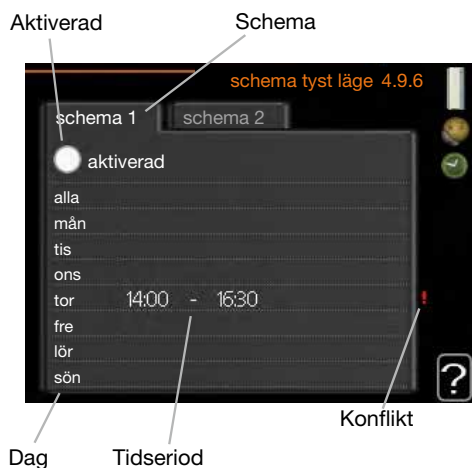 Aktiverad
Schema
schema tyst läge 4.9.6
schema 1
schema 2
aktiverad
alla
mån
tis
ons
tor 14:00 - 16:30 !
fre
lör
sön
?
Konflikt
Dag
Tidseriod